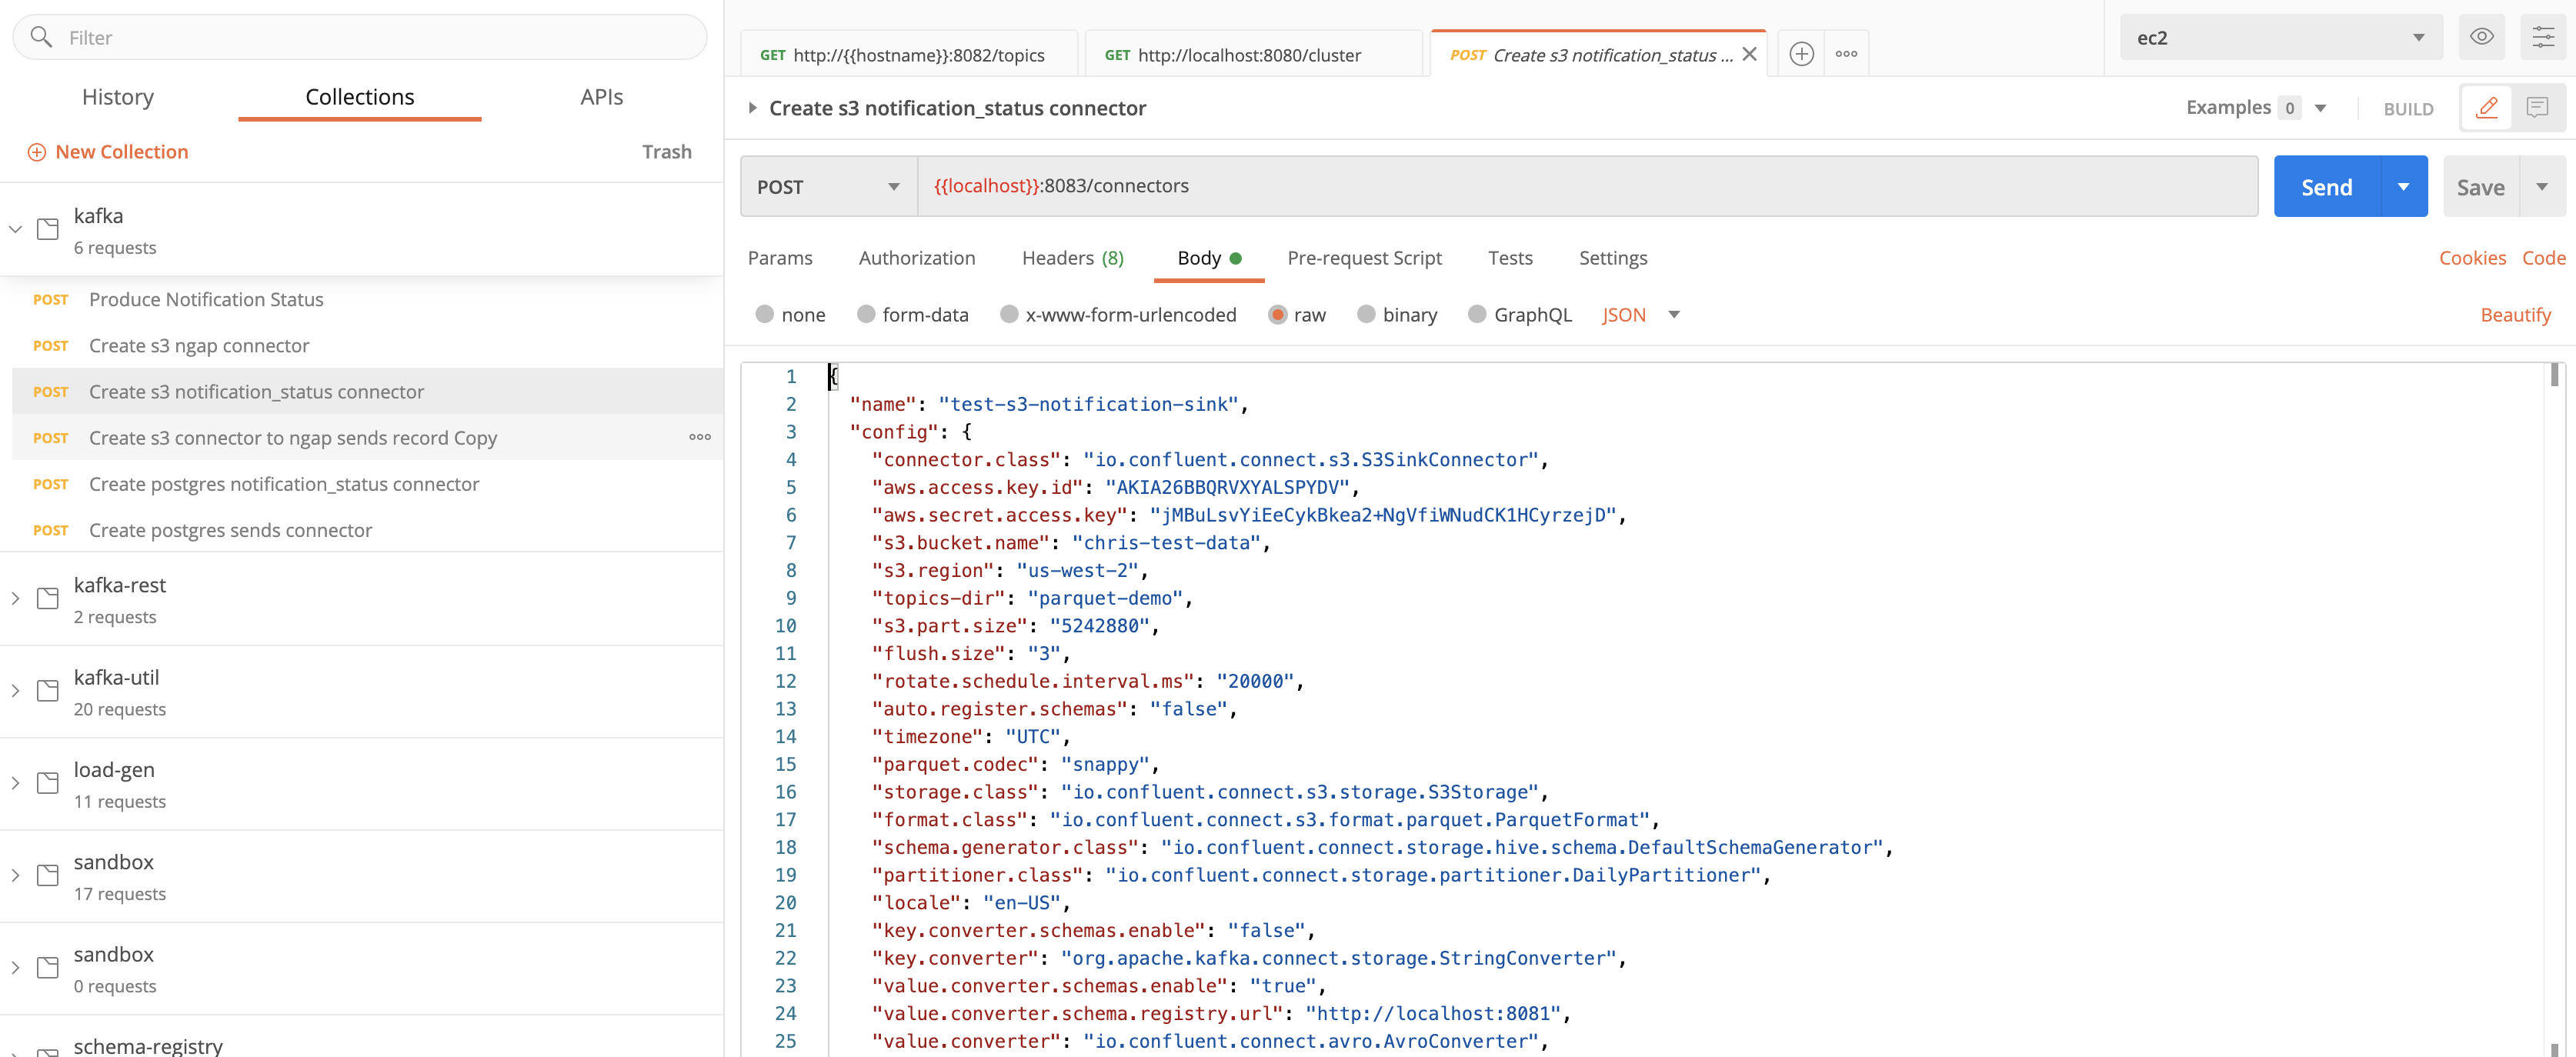 Filter
History
Collections
APIs
New Collection
Trash
kafka
6 requests
POST Produce Notification Status
POST Create s3 ngap connector
POST Create s3 notification_status connector
POST Create s3 connector to ngap sends record Copy
POST Create postgres notification_status connector
POST Create postgres sends connector
kafka-rest
2 requests
kafka-util
20 requests
load-gen
11 requests
sandbox
17 requests
sandbox
0 requests
schema-registry
GET http://{{hostname}}:8082/topics
GET http://localhost:8080/cluster
POST Create s3 notification_status ...
ec2
Create s3 notification_status connector
Examples 0
BUILD
POST
{{localhost}}:8083/connectors
Send
Save
Params
Authorization
Headers (8)
Body
Pre-request Script
Tests
Settings
Cookies
Code
none
form-data
x-www-form-urlencoded
raw
binary
GraphQL
JSON
Beautify
1 {
2 "name": "test-s3-notification-sink",
3 "config": {
4 "connector.class": "io.confluent.connect.s3.S3SinkConnector",
5 "aws.access.key.id": "AKIA26BBQRVXYALSPYDV",
6 "aws.secret.access.key": "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",
7 "s3.bucket.name": "chris-test-data",
8 "s3.region": "us-west-2",
9 "topics-dir": "parquet-demo",
10 "s3.part.size": "5242880",
11 "flush.size": "3",
12 "rotate.schedule.interval.ms": "20000",
13 "auto.register.schemas": "false",
14 "timezone": "UTC",
15 "parquet.codec": "snappy",
16 "storage.class": "io.confluent.connect.s3.storage.S3Storage",
17 "format.class": "io.confluent.connect.s3.format.parquet.ParquetFormat",
18 "schema.generator.class": "io.confluent.connect.storage.hive.schema.DefaultSchemaGenerator",
19 "partitioner.class": "io.confluent.connect.storage.partitioner.DailyPartitioner",
20 "locale": "en-US",
21 "key.converter.schemas.enable": "false",
22 "key.converter": "org.apache.kafka.connect.storage.StringConverter",
23 "value.converter.schemas.enable": "true",
24 "value.converter.schema.registry.url": "http://localhost:8081",
25 "value.converter": "io.confluent.connect.avro.AvroConverter",